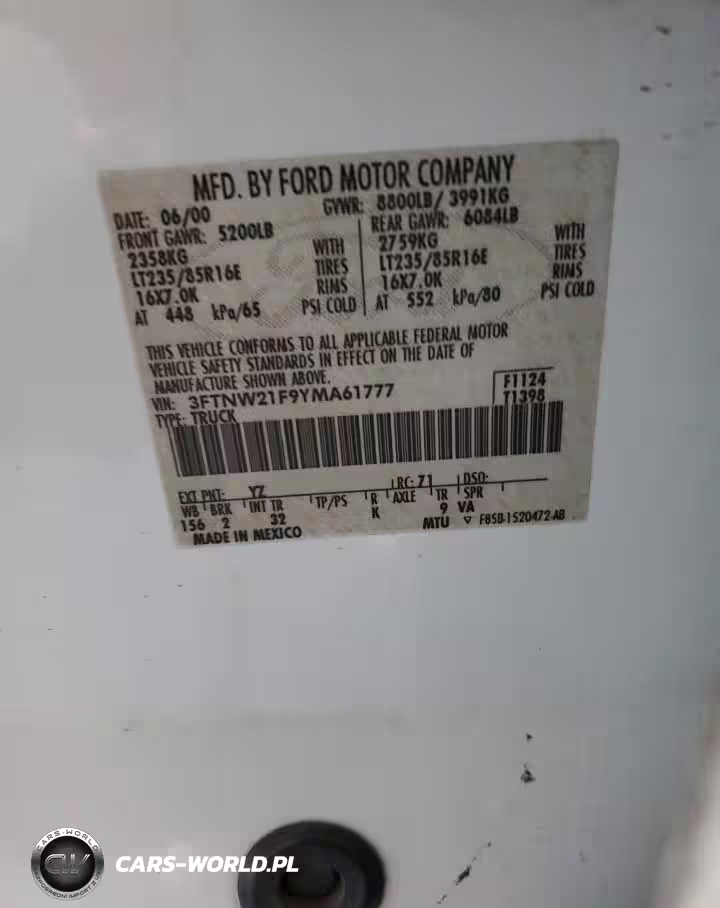 MFD. BY FORD MOTOR COMPANY
DATE: 06/00 GVWR: 8800LB/ 3991KG
FRONT GAWR: 5200LB REAR GAWR: 6084LB
2358KG WITH 2759KG WITH
LT235/85R16E TIRES LT235/85R16E TIRES
16X7.0K RIMS 16X7.0K RIMS
AT 448 kPa/65 PSI COLD AT 552 kPa/80 PSI COLD
THIS VEHICLE CONFORMS TO ALL APPLICABLE FEDERAL MOTOR
VEHICLE SAFETY STANDARDS IN EFFECT ON THE DATE OF
MANUFACTURE SHOWN ABOVE.
VIN: 3FTNW21F9YMA61777 F1124
TYPE: TRUCK T1398
EXT PNT: YZ RC: 71 DSO:
WB BRK INT TR TP/PS R AXLE TR SPR
156 2 32 K 9 VA
MADE IN MEXICO MTU ▽ F85B-1520472-AB
CARS-WORLD
CW
CARS-WORLD.PL